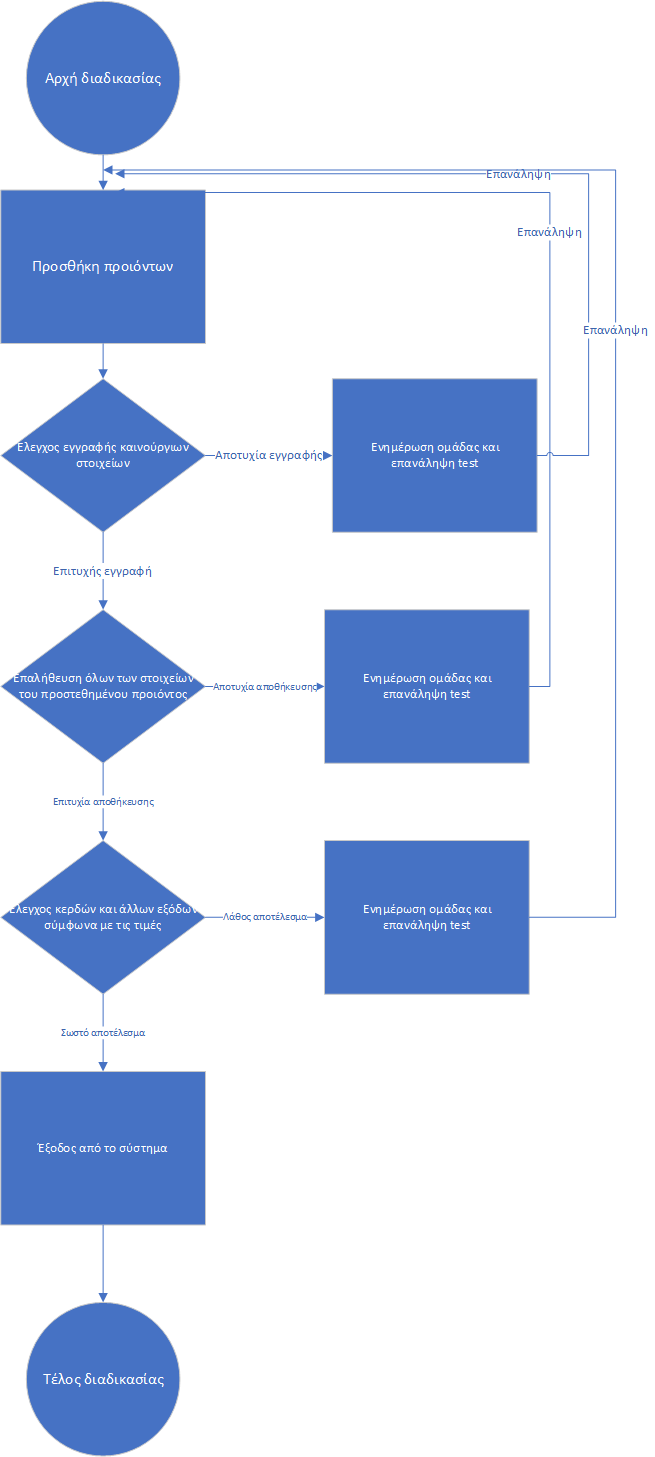 Αρχή διαδικασίας
Επανάληψη
Επανάληψη
Προσθήκη προιόντων
Επανάληψη
Ελεγχος εγγραφής καινούργιων
στοιχείων
Αποτυχία εγγραφής
Ενημέρωση ομάδας και
επανάληψη test
Επιτυχής εγγραφή
Επαλήθευση όλων των στοιχείων
του προστεθημένου προιόντος
Αποτυχία αποθήκευσης
Ενημέρωση ομάδας και
επανάληψη test
Επιτυχία αποθήκευσης
Ελεγχος κερδών και άλλων εξόδων
σύμφωνα με τις τιμές
Λάθος αποτέλεσμα
Ενημέρωση ομάδας και
επανάληψη test
Σωστό αποτέλεσμα
Έξοδος από το σύστημα
Τέλος διαδικασίας